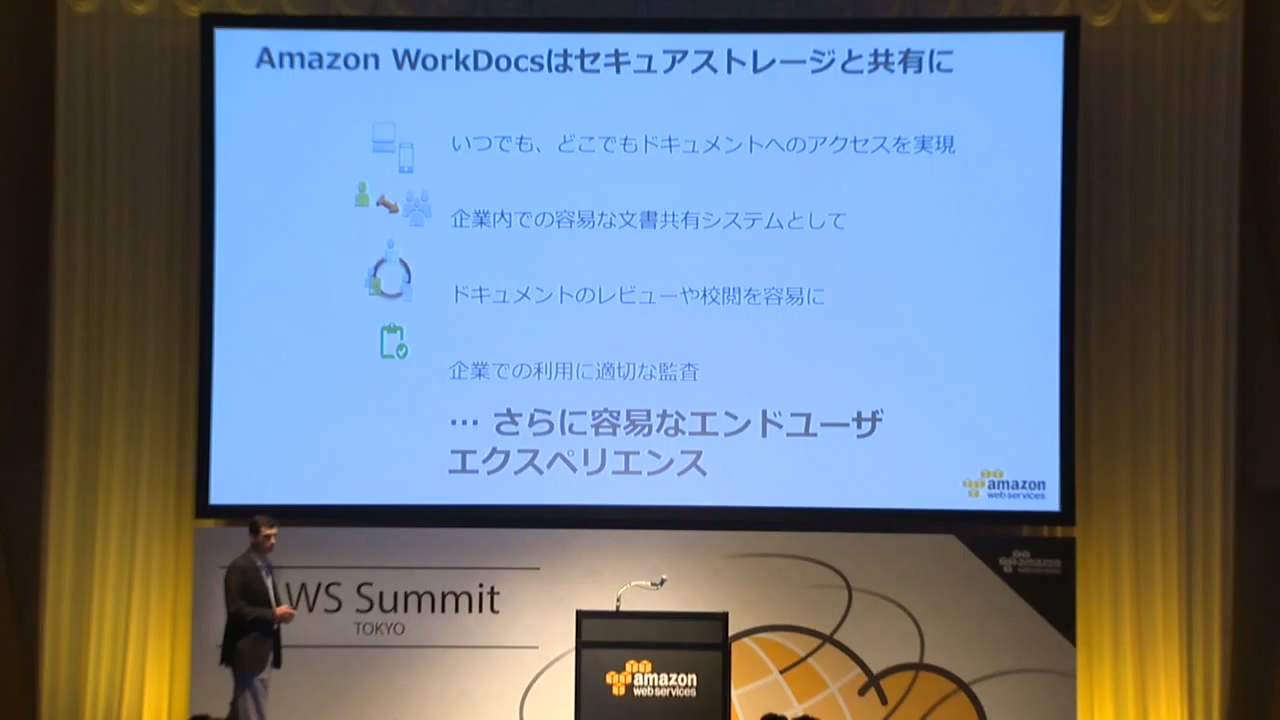 Amazon WorkDocsはセキュアストレージと共有に
いつでも、どこでもドキュメントへのアクセスを実現
企業内での容易な文書共有システムとして
ドキュメントのレビューや校閲を容易に
企業での利用に適切な監査
… さらに容易なエンドユーザ
エクスペリエンス
amazon
web services
amazon
WS Summit
TOKYO
amazon
web services